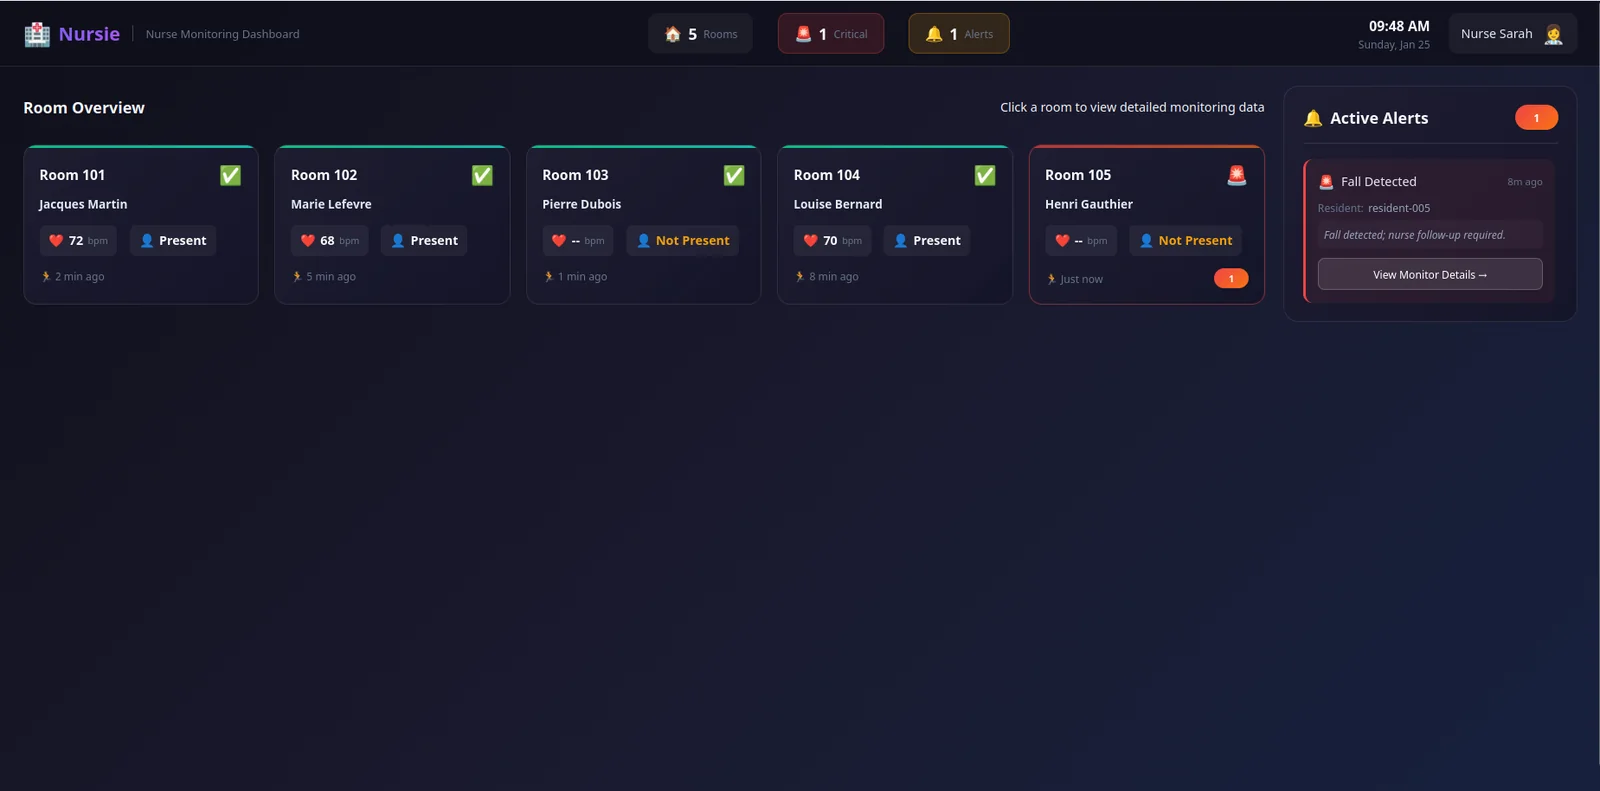 Nursie
Nurse Monitoring Dashboard
5 Rooms
1 Critical
1 Alerts
09:48 AM
Sunday, Jan 25
Nurse Sarah
Room Overview
Click a room to view detailed monitoring data
Room 101
Jacques Martin
72 bpm
Present
2 min ago
Room 102
Marie Lefevre
68 bpm
Present
5 min ago
Room 103
Pierre Dubois
-- bpm
Not Present
1 min ago
Room 104
Louise Bernard
70 bpm
Present
8 min ago
Room 105
Henri Gauthier
-- bpm
Not Present
Just now
1
Active Alerts
1
Fall Detected
8m ago
Resident: resident-005
Fall detected; nurse follow-up required.
View Monitor Details →